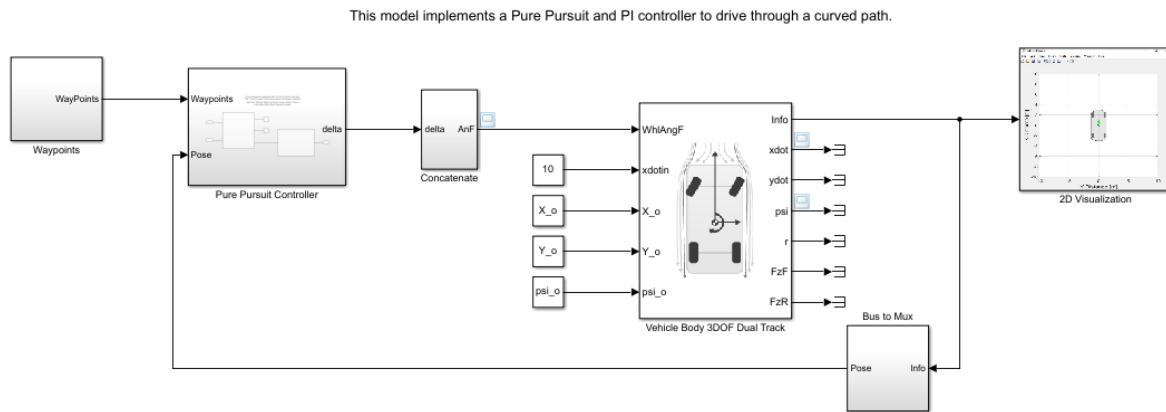 This model implements a Pure Pursuit and PI controller to drive through a curved path.
WayPoints
Waypoints
Waypoints
Pose
delta
Pure Pursuit Controller
delta
AnF
Concatenate
10
X_o
Y_o
psi_o
WhlAngF
xdotin
X_o
Y_o
psi_o
Info
xdot
ydot
psi
r
FzF
FzR
Vehicle Body 3DOF Dual Track
2D Visualization
Bus to Mux
Pose
Info